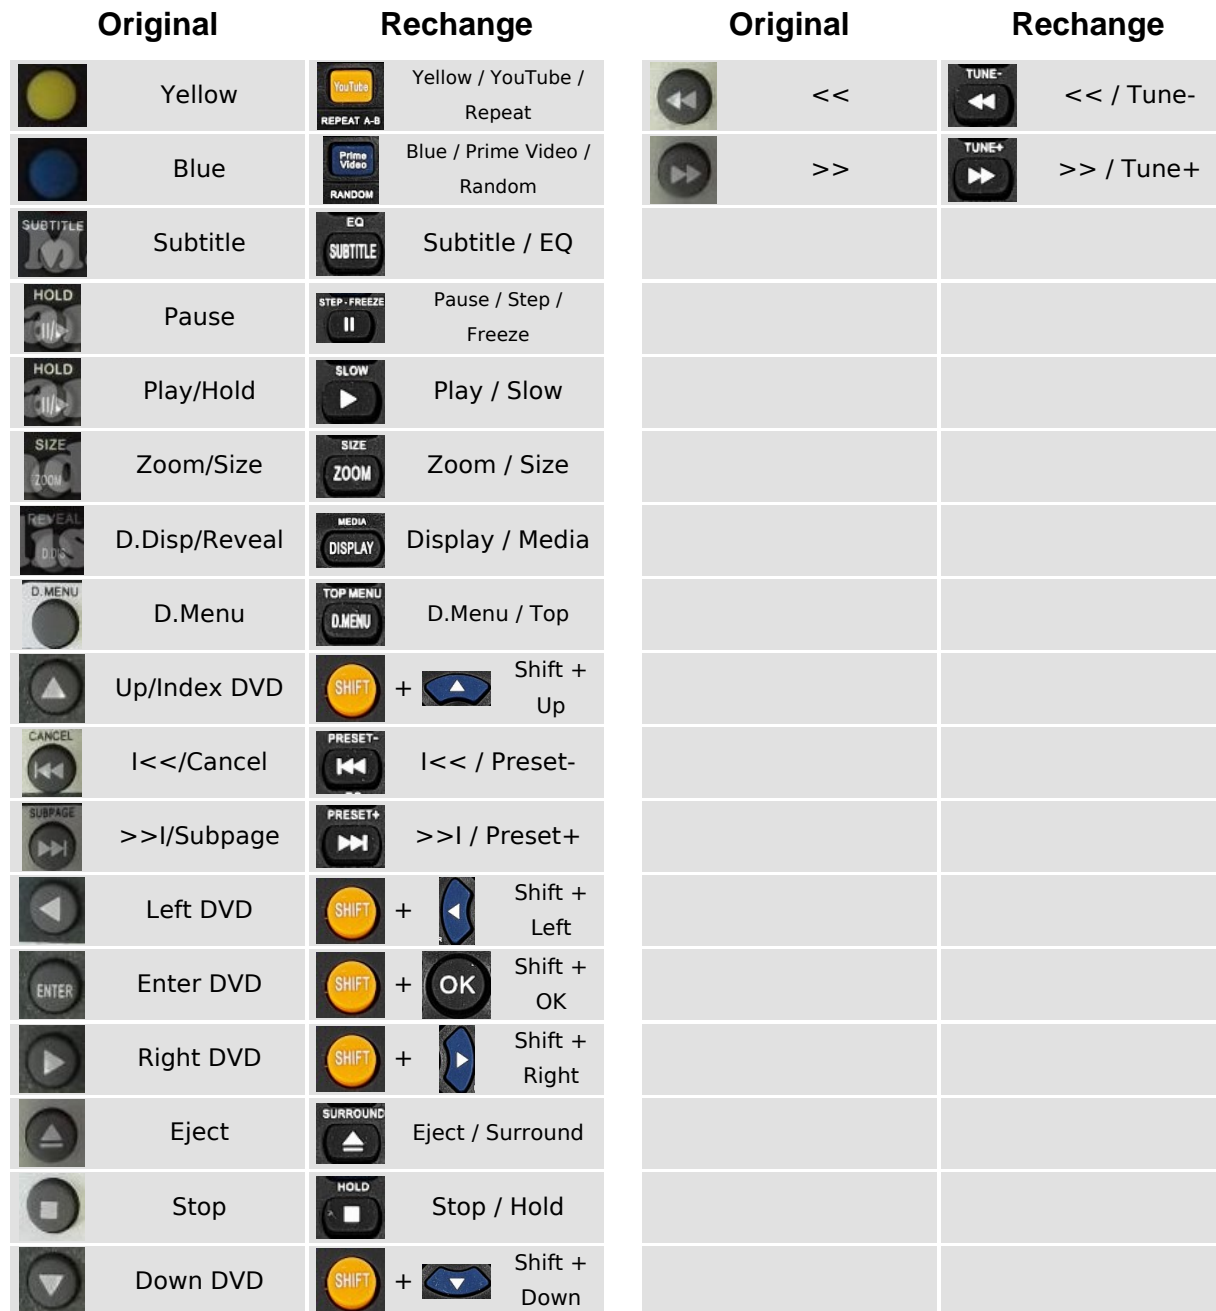 Original Rechange Original Rechange
Yellow
YouTube
REPEAT A-B
Yellow / YouTube /
Repeat
<<
TUNE-
<< / Tune-
Blue
Prime
Video
RANDOM
Blue / Prime Video /
Random
>>
TUNE+
>> / Tune+
SUBTITLE
Subtitle
EQ
SUBTITLE
Subtitle / EQ
HOLD
Pause
STEP-FREEZE
Pause / Step /
Freeze
HOLD
Play/Hold
SLOW
Play / Slow
SIZE
ZOOM
Zoom/Size
SIZE
ZOOM
Zoom / Size
REVEAL
D.DIS
D.Disp/Reveal
MEDIA
DISPLAY
Display / Media
D.MENU
D.Menu
TOP MENU
D.MENU
D.Menu / Top
Up/Index DVD
SHIFT
+
Shift +
Up
CANCEL
I<</Cancel
PRESET-
I<< / Preset-
SUBPAGE
>>I/Subpage
PRESET+
>>I / Preset+
Left DVD
SHIFT
+
Shift +
Left
ENTER
Enter DVD
SHIFT
+
OK
Shift +
OK
Right DVD
SHIFT
+
Shift +
Right
Eject
SURROUND
Eject / Surround
Stop
HOLD
Stop / Hold
Down DVD
SHIFT
+
Shift +
Down